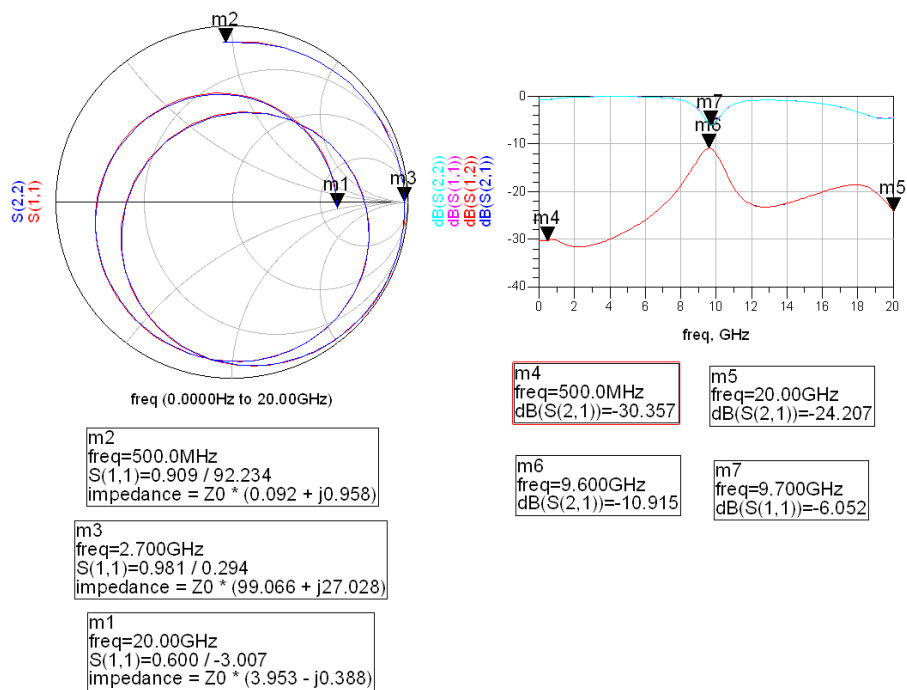 m2
m3
m1
S(2,2)
S(1,1)
freq (0.0000Hz to 20.00GHz)
m2
freq=500.0MHz
S(1,1)=0.909 / 92.234
impedance = Z0 * (0.092 + j0.958)
m3
freq=2.700GHz
S(1,1)=0.981 / 0.294
impedance = Z0 * (99.066 + j27.028)
m1
freq=20.00GHz
S(1,1)=0.600 / -3.007
impedance = Z0 * (3.953 - j0.388)
dB(S(2,2))
dB(S(1,1))
dB(S(1,2))
dB(S(2,1))
0
-10
-20
-30
-40
m7
m6
m5
m4
0 2 4 6 8 10 12 14 16 18 20
freq, GHz
m4
freq=500.0MHz
dB(S(2,1))=-30.357
m5
freq=20.00GHz
dB(S(2,1))=-24.207
m6
freq=9.600GHz
dB(S(2,1))=-10.915
m7
freq=9.700GHz
dB(S(1,1))=-6.052